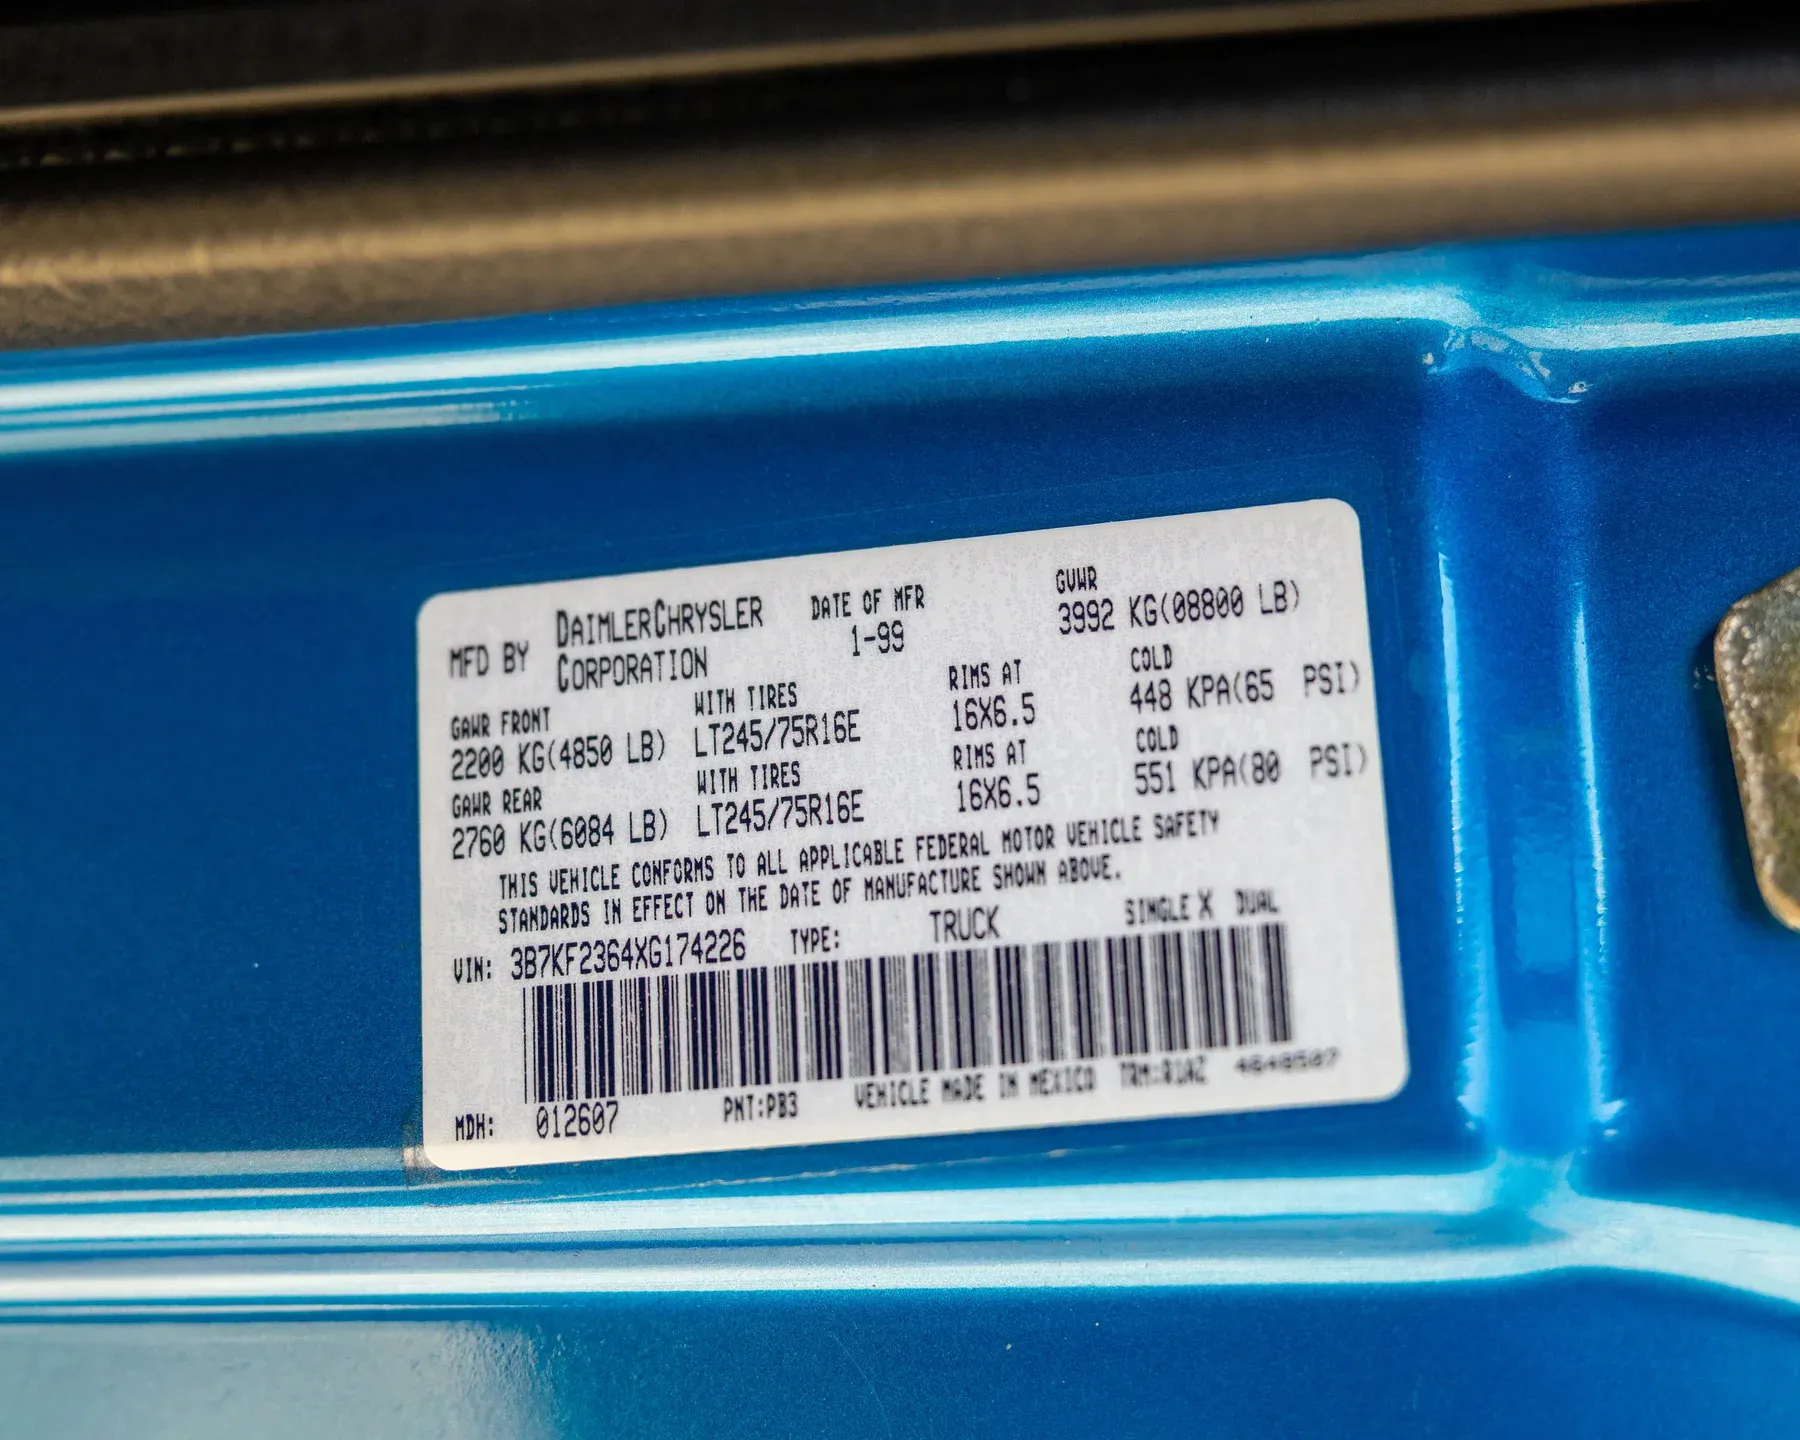 MFD BY DAIMLERCHRYSLER CORPORATION DATE OF MFR 1-99 GVWR 3992 KG(08800 LB)
GAWR FRONT WITH TIRES RIMS AT COLD
2200 KG(4850 LB) LT245/75R16E 16X6.5 448 KPA(65 PSI)
GAWR REAR WITH TIRES RIMS AT COLD
2760 KG(6084 LB) LT245/75R16E 16X6.5 551 KPA(80 PSI)
THIS VEHICLE CONFORMS TO ALL APPLICABLE FEDERAL MOTOR VEHICLE SAFETY
STANDARDS IN EFFECT ON THE DATE OF MANUFACTURE SHOWN ABOVE.
VIN: 3B7KF2364XG174226 TYPE: TRUCK SINGLE X DUAL
MDH: 012607 PNT:PB3 VEHICLE MADE IN MEXICO